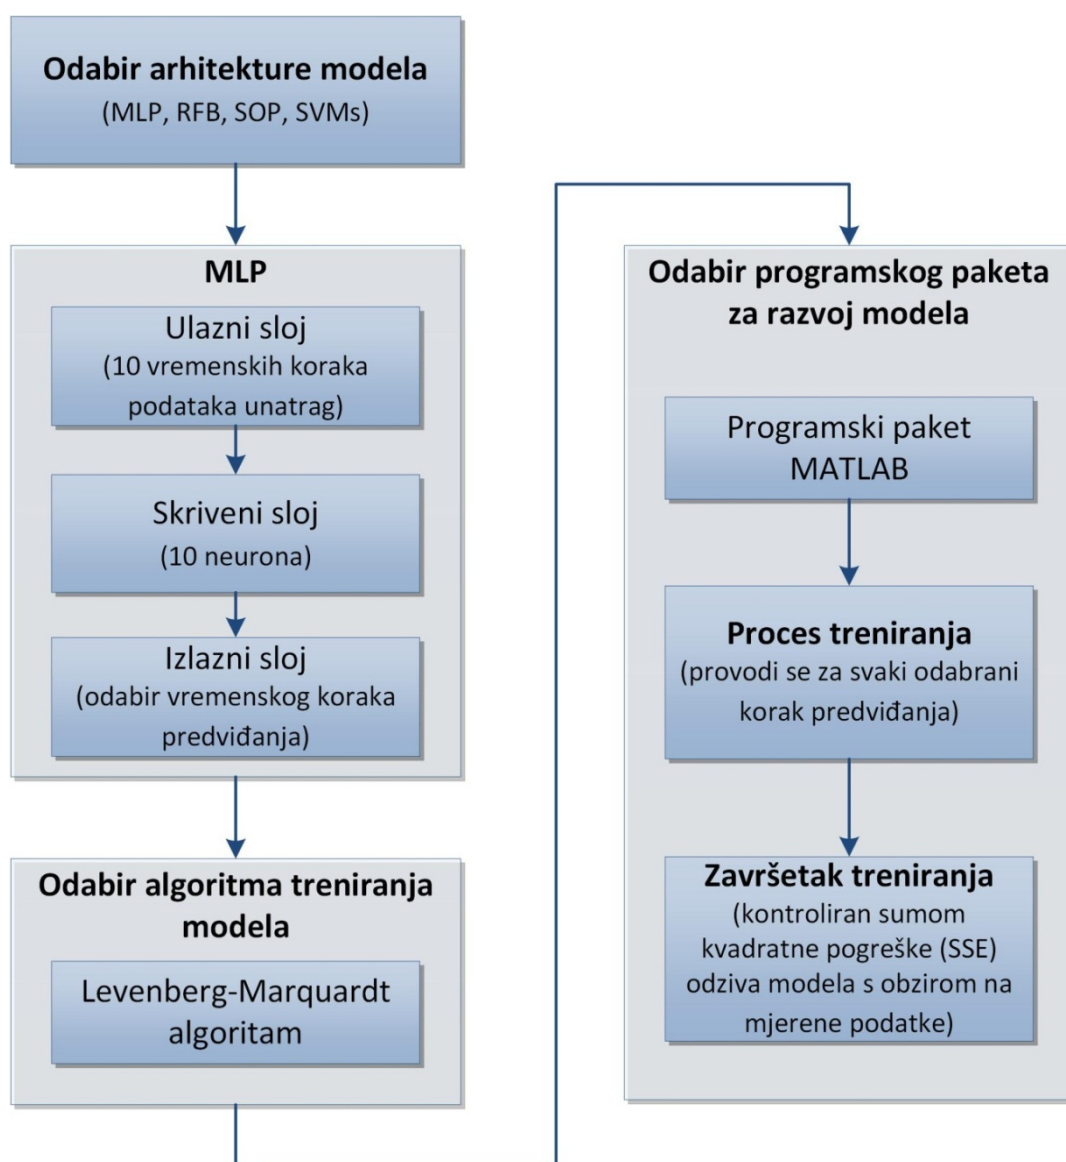 Odabir arhitekture modela
(MLP, RFB, SOP, SVMs)
MLP
Ulazni sloj
(10 vremenskih koraka
podataka unatrag)
Skriveni sloj
(10 neurona)
Izlazni sloj
(odabir vremenskog koraka
predviđanja)
Odabir algoritma treniranja
modela
Levenberg-Marquardt
algoritam
Odabir programskog paketa
za razvoj modela
Programski paket
MATLAB
Proces treniranja
(provodi se za svaki odabrani
korak predviđanja)
Završetak treniranja
(kontroliran sumom
kvadratne pogreške (SSE)
odziva modela s obzirom na
mjerene podatke)